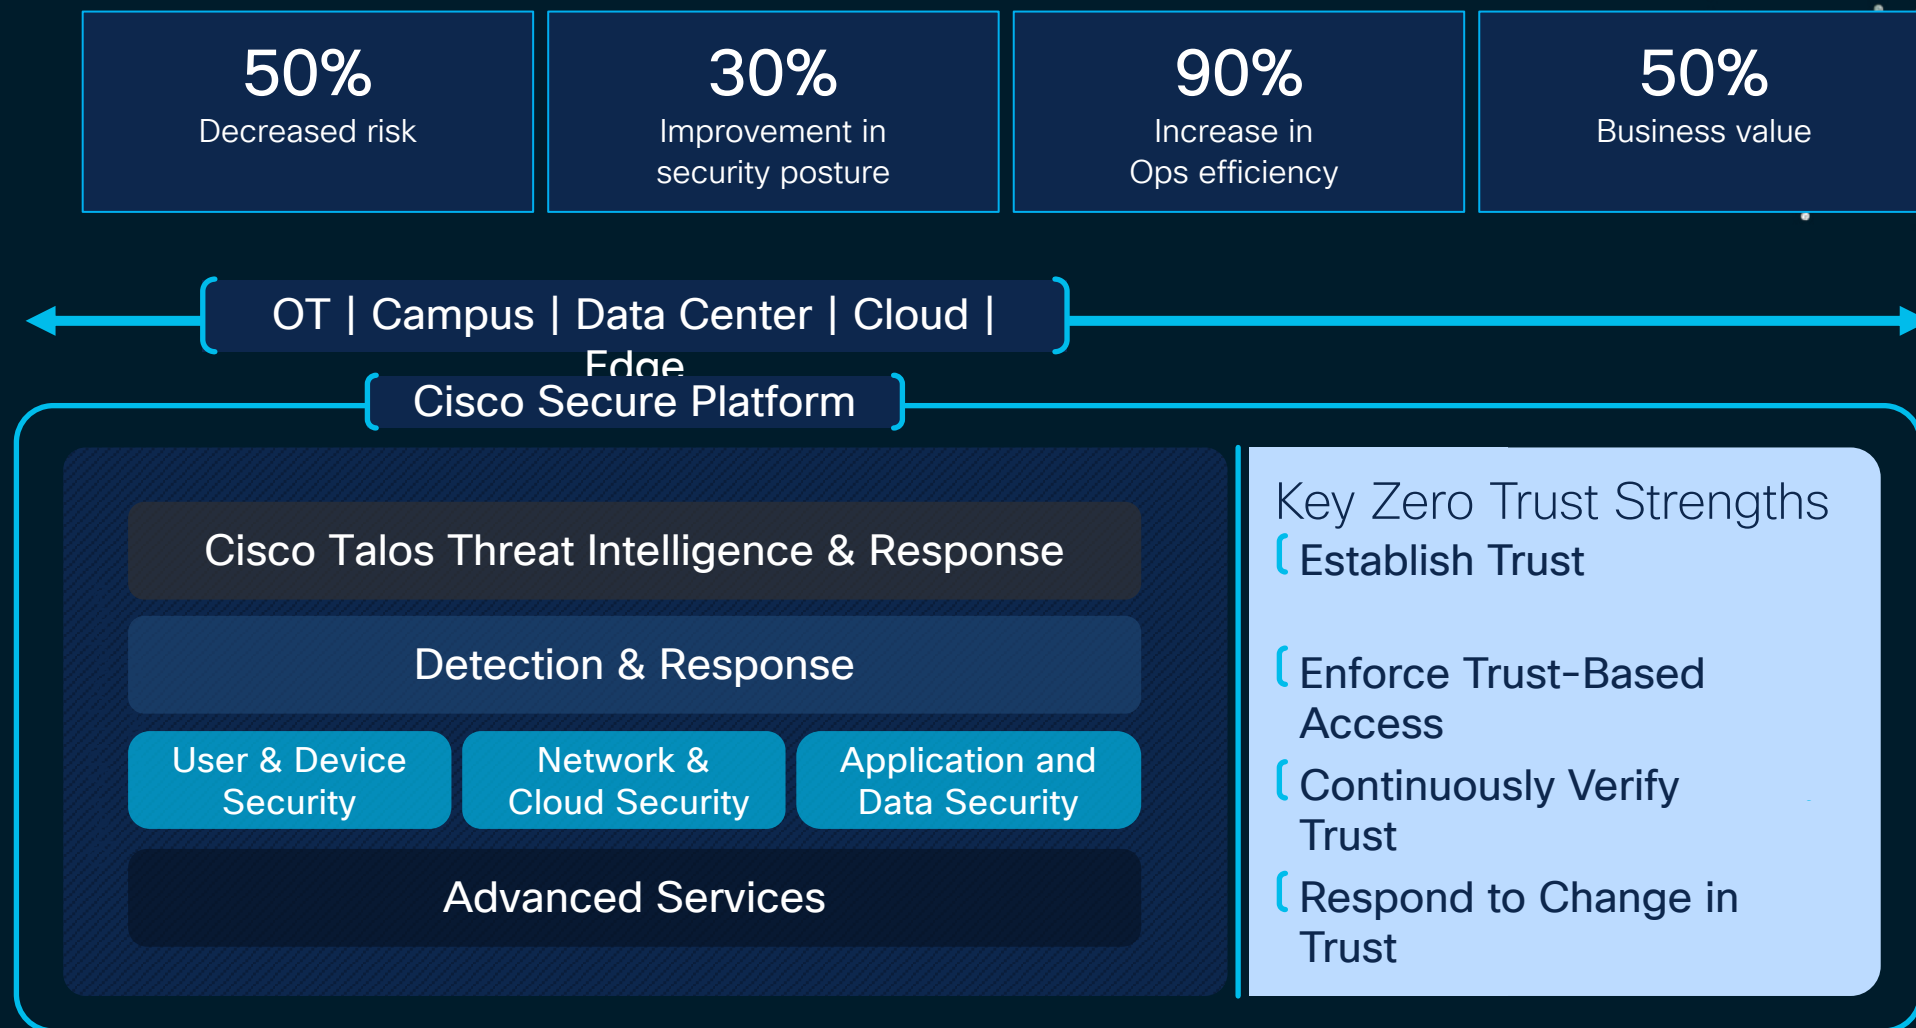 50%
Decreased risk
30%
Improvement in
security posture
90%
Increase in
Ops efficiency
50%
Business value
OT | Campus | Data Center | Cloud |
Edge
Cisco Secure Platform
Cisco Talos Threat Intelligence & Response
Detection & Response
User & Device
Security
Network &
Cloud Security
Application and
Data Security
Advanced Services
Key Zero Trust Strengths
Establish Trust
Enforce Trust-Based
Access
Continuously Verify
Trust
Respond to Change in
Trust